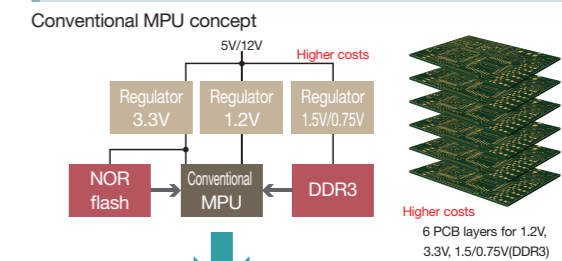 Conventional MPU concept
5V/12V
Higher costs
Regulator
3.3V
Regulator
1.2V
Regulator
1.5V/0.75V
NOR
flash
Conventional
MPU
DDR3
Higher costs
6 PCB layers for 1.2V,
3.3V, 1.5/0.75V(DDR3)